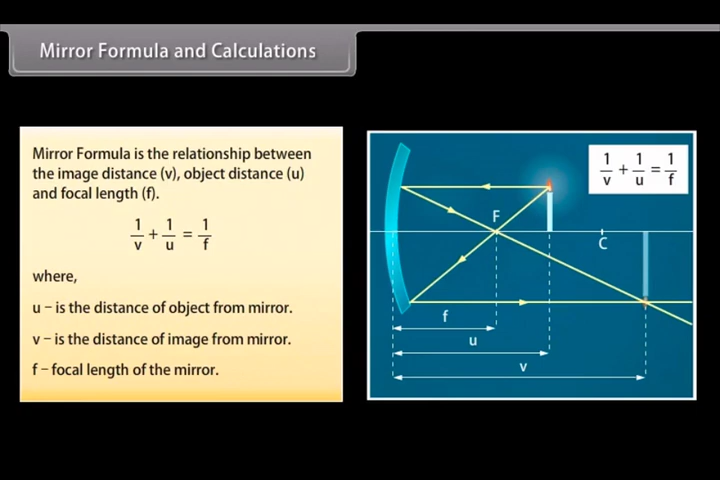 Mirror Formula and Calculations
Mirror Formula is the relationship between
the image distance (v), object distance (u)
and focal length (f).
1/v + 1/u = 1/f
where,
u – is the distance of object from mirror.
v – is the distance of image from mirror.
f – focal length of the mirror.
1/v + 1/u = 1/f
F
C
f
u
v